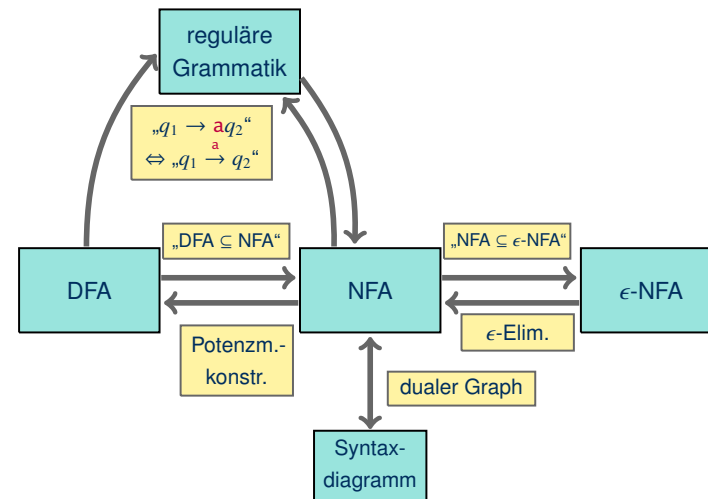 reguläre
Grammatik
„q₁ → aq₂“
⇔ „q₁ →ᵃ q₂“
„DFA ⊆ NFA“
„NFA ⊆ ϵ-NFA“
DFA
NFA
ϵ-NFA
Potenzm.-
konstr.
ϵ-Elim.
dualer Graph
Syntax-
diagramm